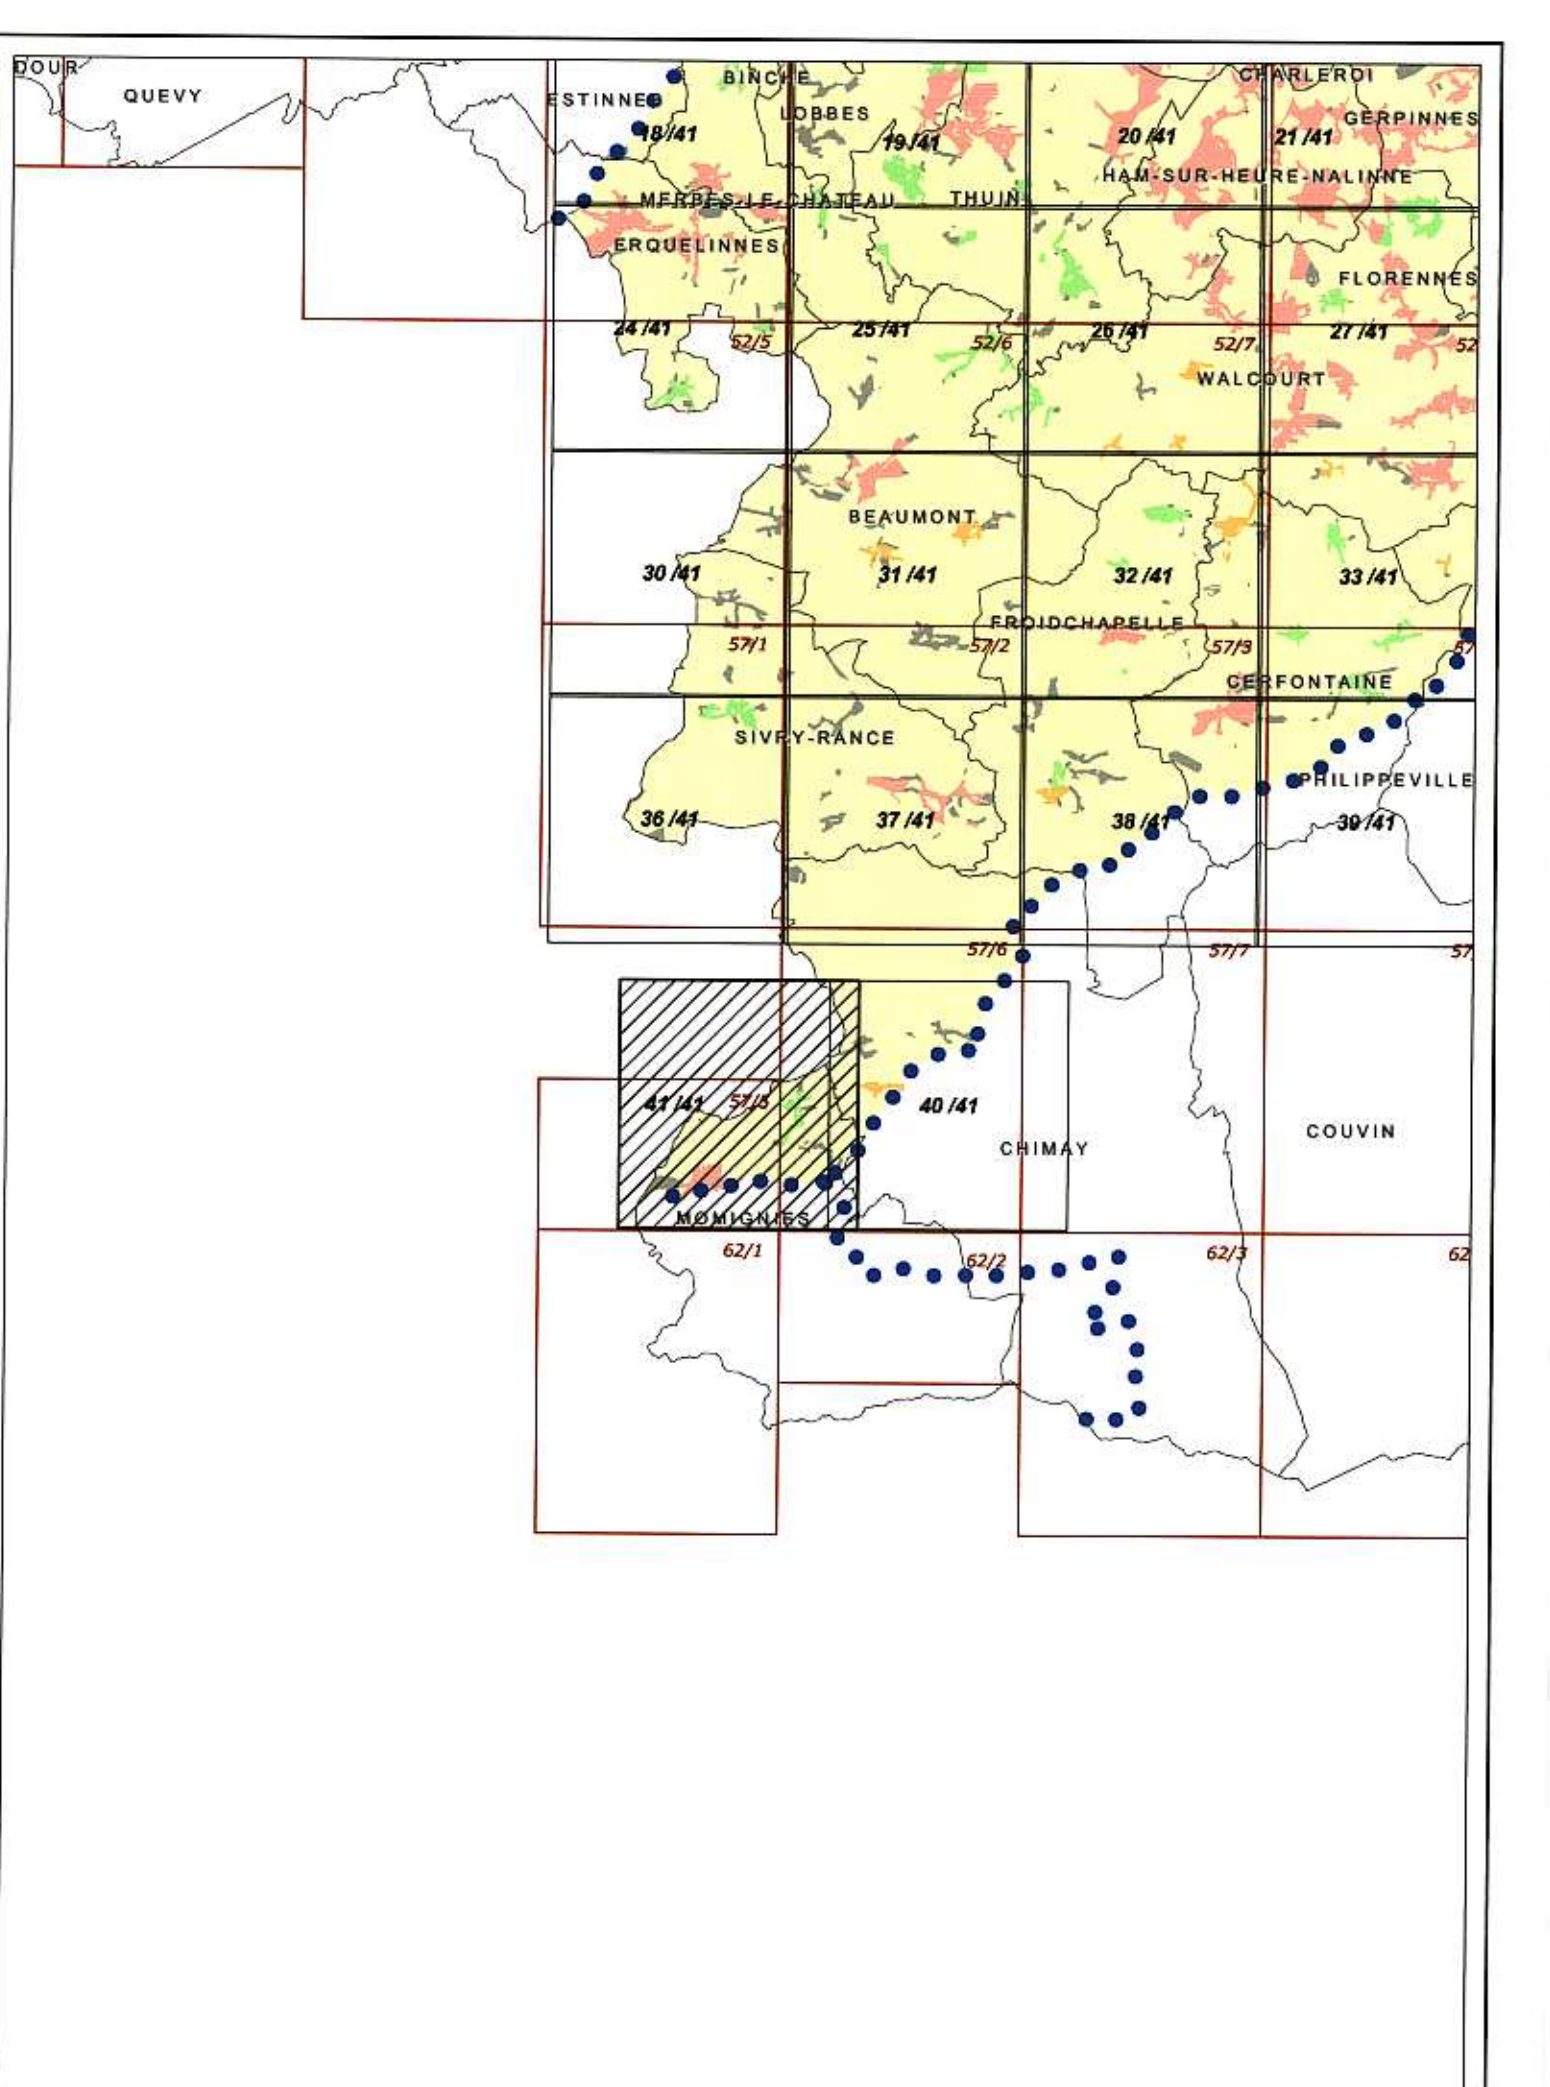 DOUR
QUEVY
BINCHE
CHARLEROI
ESTINNES
LOBBES
GERPINNES
18 /41
19 /41
20 /41
21 /41
HAM-SUR-HEURE-NALINNE
MERBES-LE-CHATEAU
THUIN
ERQUELINNES
FLORENNES
24 /41
25 /41
26 /41
27 /41
52/5
52/6
52/7
52
WALCOURT
BEAUMONT
30 /41
31 /41
32 /41
33 /41
FROIDCHAPELLE
57/1
57/2
57/3
57
CERFONTAINE
SIVRY-RANCE
PHILIPPEVILLE
36 /41
37 /41
38 /41
39 /41
57/6
57/7
57
41 /41
57/5
40 /41
COUVIN
CHIMAY
MOMIGNIES
62/1
62/2
62/3
62